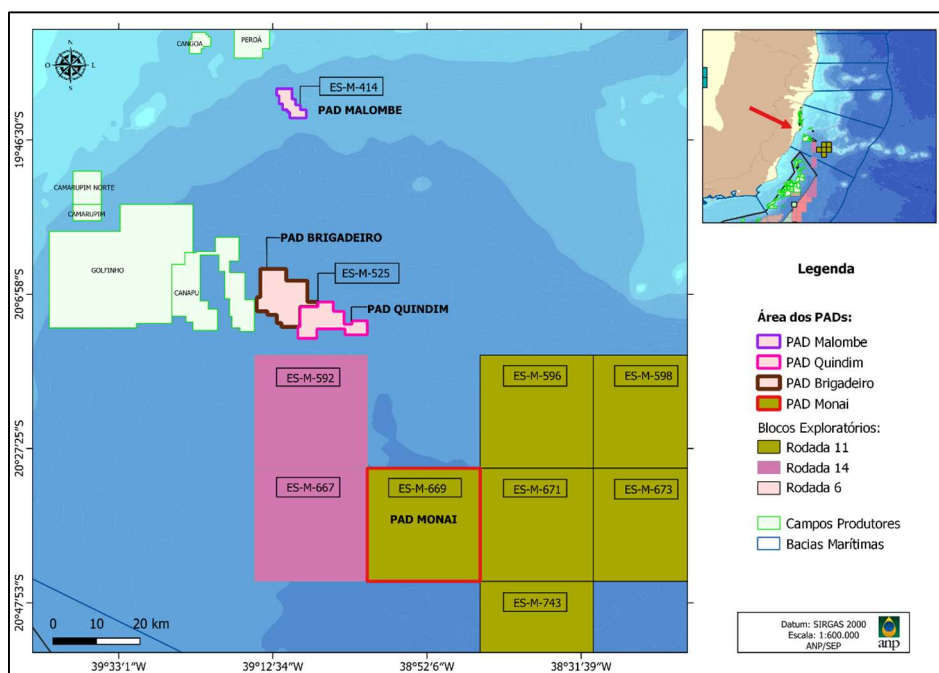 CANGOA
PEROÁ
N
O
L
S
ES-M-414
PAD MALOMBE
19°46'30"S
CAMARUPIM NORTE
CAMARUPIM
PAD BRIGADEIRO
GOLFINHO
ES-M-525
CANAPU
PAD QUINDIM
20°6'58"S
ES-M-592
ES-M-596
ES-M-598
20°27'25"S
ES-M-667
ES-M-669
ES-M-671
ES-M-673
PAD MONAI
20°47'53"S
ES-M-743
0 10 20 km
39°33'1"W
39°12'34"W
38°52'6"W
38°31'39"W
Legenda
Área dos PADs:
PAD Malombe
PAD Quindim
PAD Brigadeiro
PAD Monai
Blocos Exploratórios:
Rodada 11
Rodada 14
Rodada 6
Campos Produtores
Bacias Marítimas
Datum: SIRGAS 2000
Escala: 1:600.000
ANP/SEP
anp